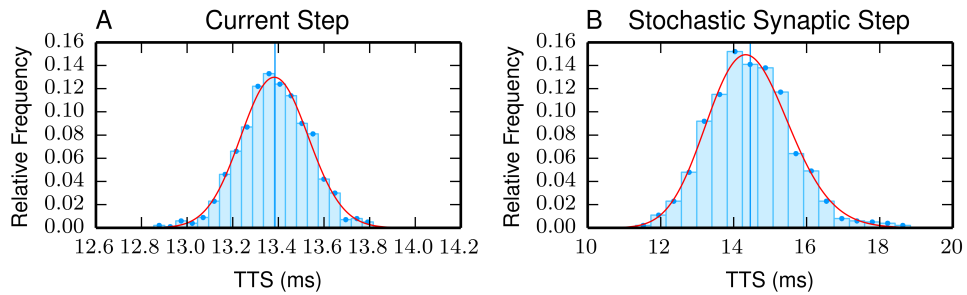 A Current Step
Relative Frequency
0.16
0.14
0.12
0.10
0.08
0.06
0.04
0.02
0.00
12.6 12.8 13.0 13.2 13.4 13.6 13.8 14.0 14.2
TTS (ms)
B Stochastic Synaptic Step
Relative Frequency
0.16
0.14
0.12
0.10
0.08
0.06
0.04
0.02
0.00
10 12 14 16 18 20
TTS (ms)